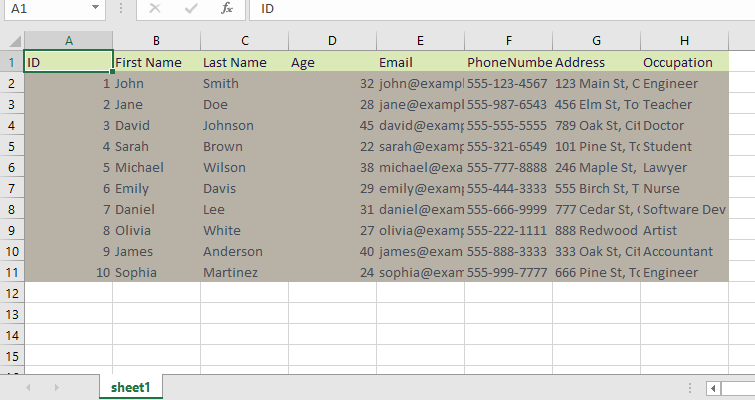 A1 fx ID
A B C D E F G H
1 ID First Name Last Name Age Email PhoneNumbe Address Occupation
2 1 John Smith 32 john@exampl 555-123-4567 123 Main St, C Engineer
3 2 Jane Doe 28 jane@exampl 555-987-6543 456 Elm St, To Teacher
4 3 David Johnson 45 david@examp 555-555-5555 789 Oak St, Cit Doctor
5 4 Sarah Brown 22 sarah@examp 555-321-6549 101 Pine St, To Student
6 5 Michael Wilson 38 michael@exa 555-777-8888 246 Maple St, Lawyer
7 6 Emily Davis 29 emily@examp 555-444-3333 555 Birch St, T Nurse
8 7 Daniel Lee 31 daniel@exam 555-666-9999 777 Cedar St, C Software Dev
9 8 Olivia White 27 olivia@examp 555-222-1111 888 Redwood Artist
10 9 James Anderson 40 james@exam 555-888-3333 333 Oak St, Cit Accountant
11 10 Sophia Martinez 24 sophia@exam 555-999-7777 666 Pine St, To Engineer
12
13
14
15
sheet1